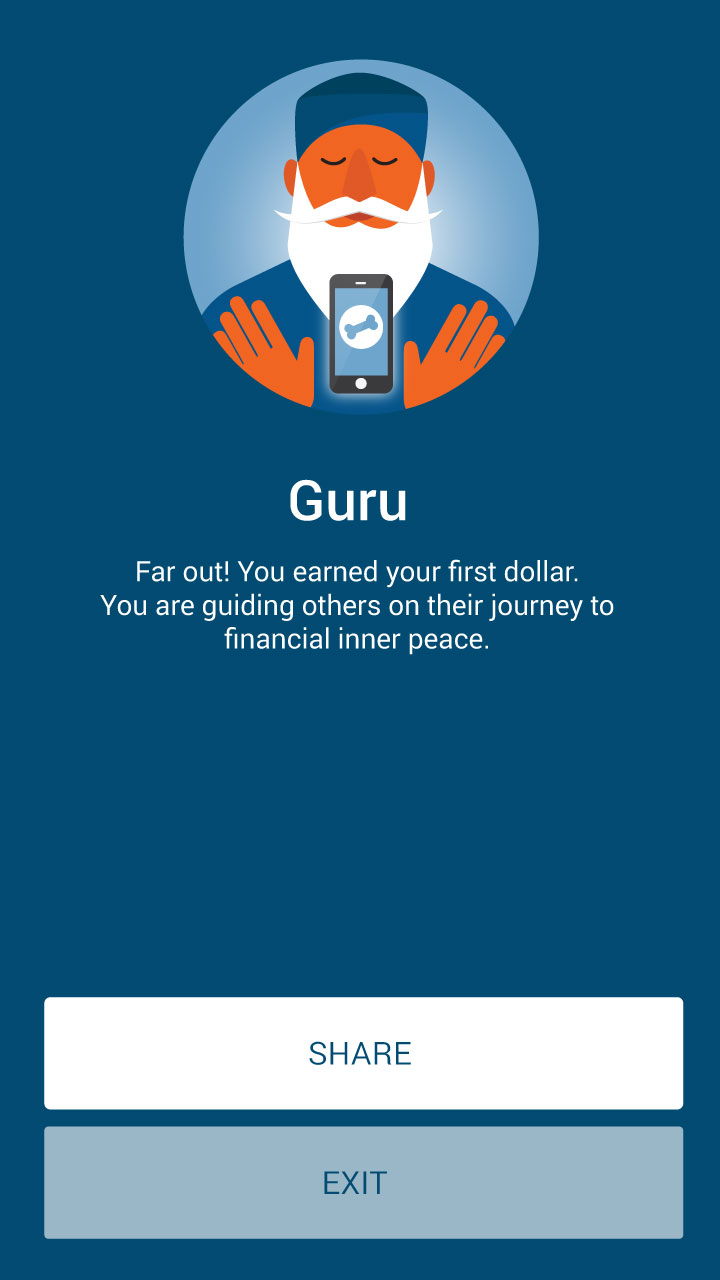 Guru
Far out! You earned your first dollar.
You are guiding others on their journey to
financial inner peace.
SHARE
EXIT